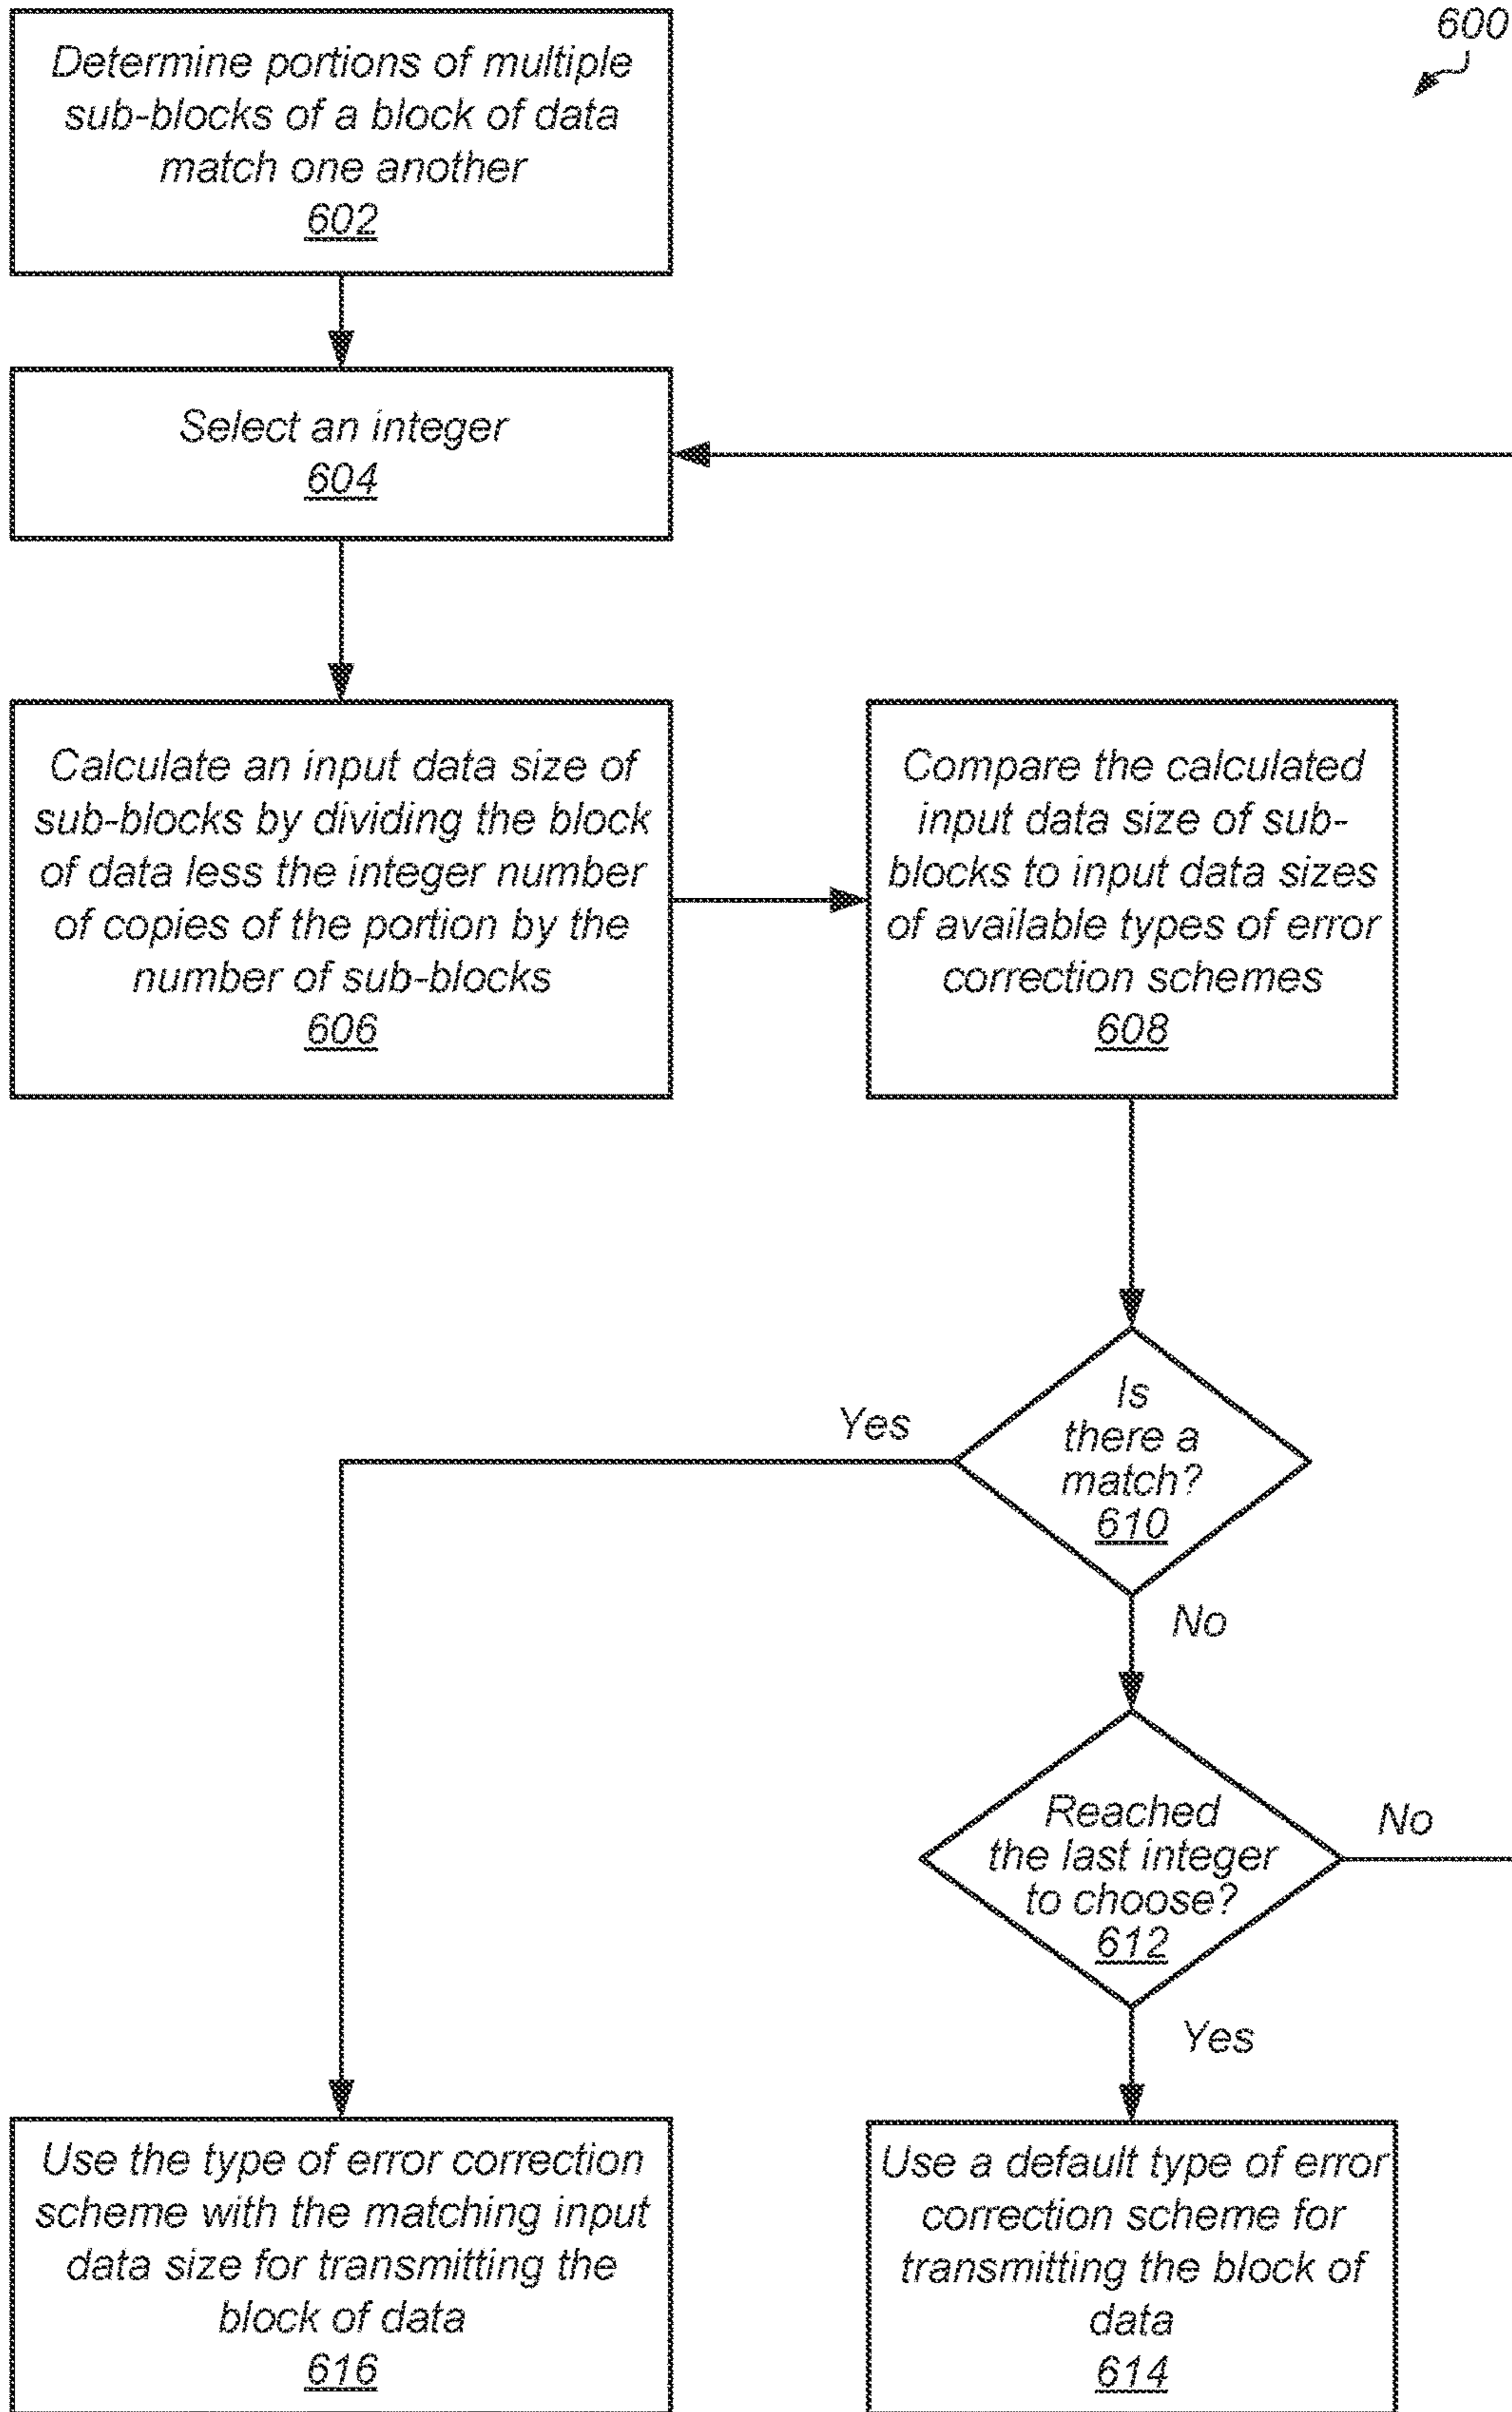 600
Determine portions of multiple
sub-blocks of a block of data
match one another
602
Select an integer
604
Calculate an input data size of
sub-blocks by dividing the block
of data less the integer number
of copies of the portion by the
number of sub-blocks
606
Compare the calculated
input data size of sub-
blocks to input data sizes
of available types of error
correction schemes
608
Is
there a
match?
610
Yes
No
Reached
the last integer
to choose?
612
No
Yes
Use the type of error correction
scheme with the matching input
data size for transmitting the
block of data
616
Use a default type of error
correction scheme for
transmitting the block of
data
614